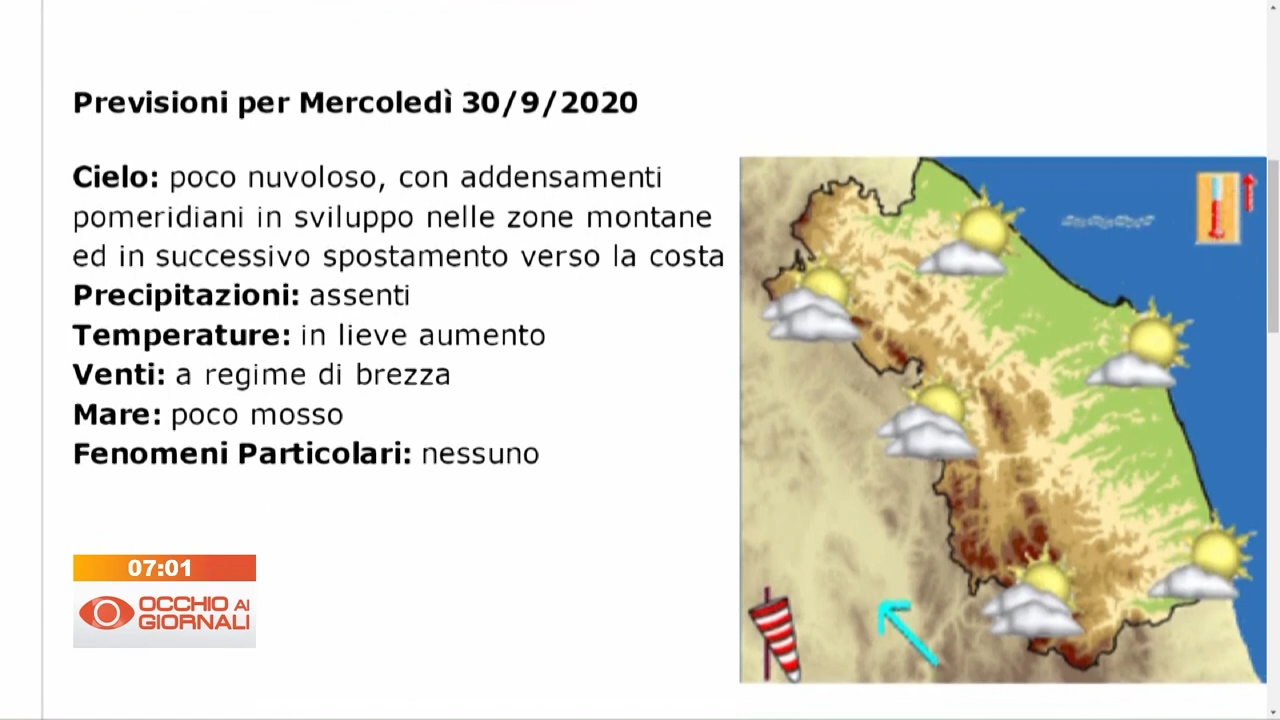 Previsioni per Mercoledì 30/9/2020
Cielo: poco nuvoloso, con addensamenti
pomeridiani in sviluppo nelle zone montane
ed in successivo spostamento verso la costa
Precipitazioni: assenti
Temperature: in lieve aumento
Venti: a regime di brezza
Mare: poco mosso
Fenomeni Particolari: nessuno
07:01
OCCHIO AI
GIORNALI